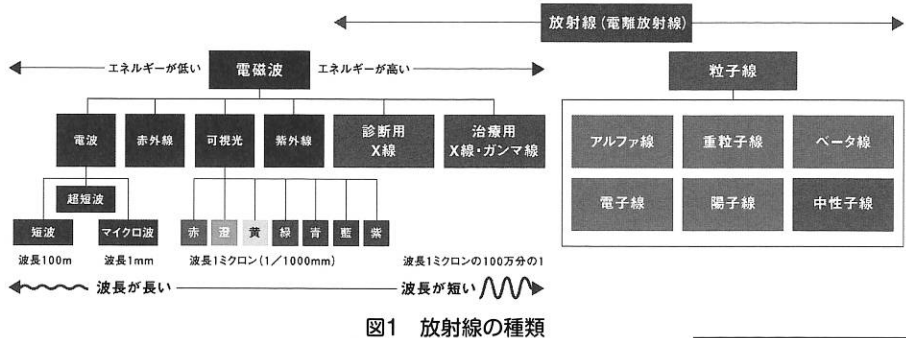 放射線(電離放射線)
エネルギーが低い
電磁波
エネルギーが高い
粒子線
電波
赤外線
可視光
紫外線
診断用
X線
治療用
X線・ガンマ線
アルファ線
重粒子線
ベータ線
超短波
電子線
陽子線
中性子線
短波
マイクロ波
赤
澄
黄
緑
青
藍
紫
波長100m
波長1mm
波長1ミクロン(1/1000mm)
波長1ミクロンの100万分の1
波長が長い
波長が短い
図1 放射線の種類